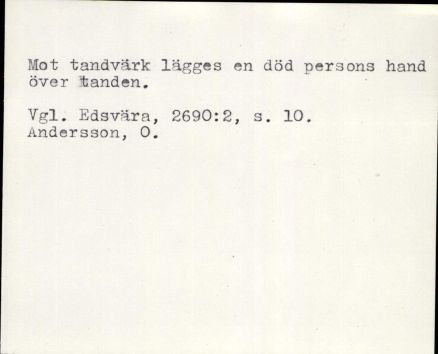 Mot tandvärk lägges en död persons hand
över tanden.
Vgl. Edsvära, 2690:2, s. 10.
Andersson, O.